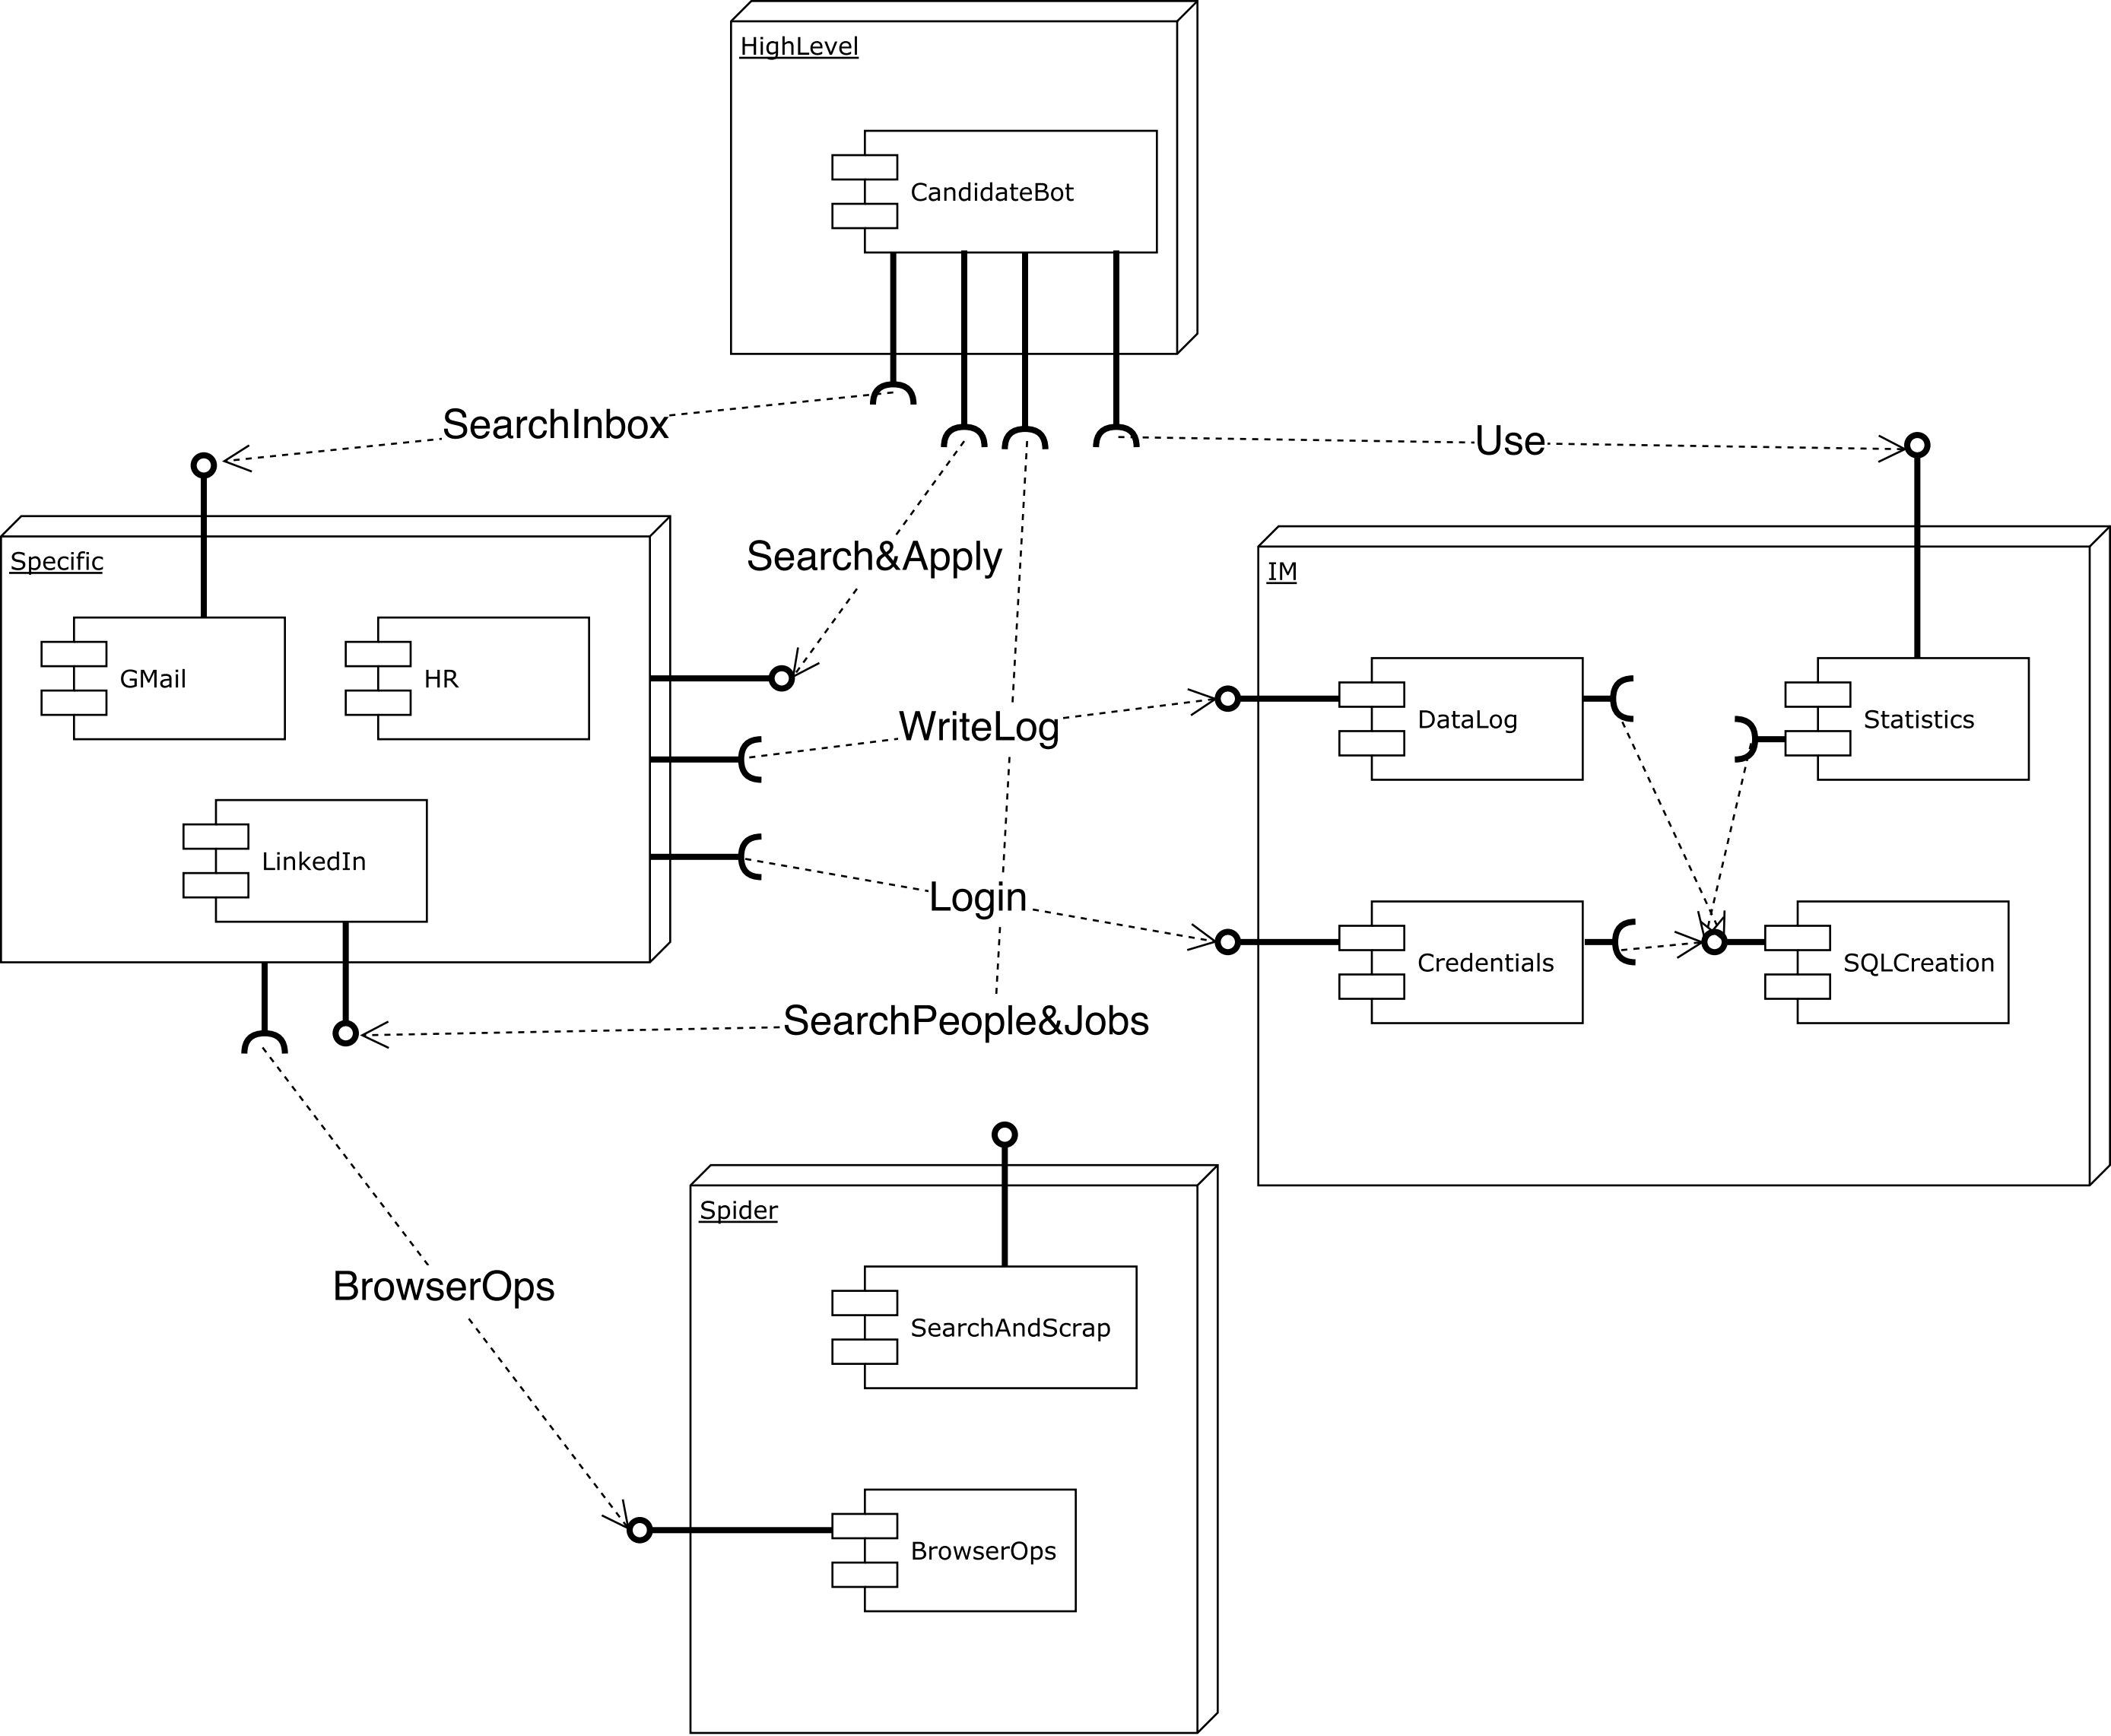 HighLevel
CandidateBot
SearchInbox
Use
Search&Apply
Specific
IM
GMail
HR
WriteLog
DataLog
Statistics
LinkedIn
Login
Credentials
SQLCreation
SearchPeople&Jobs
Spider
BrowserOps
SearchAndScrap
BrowserOps